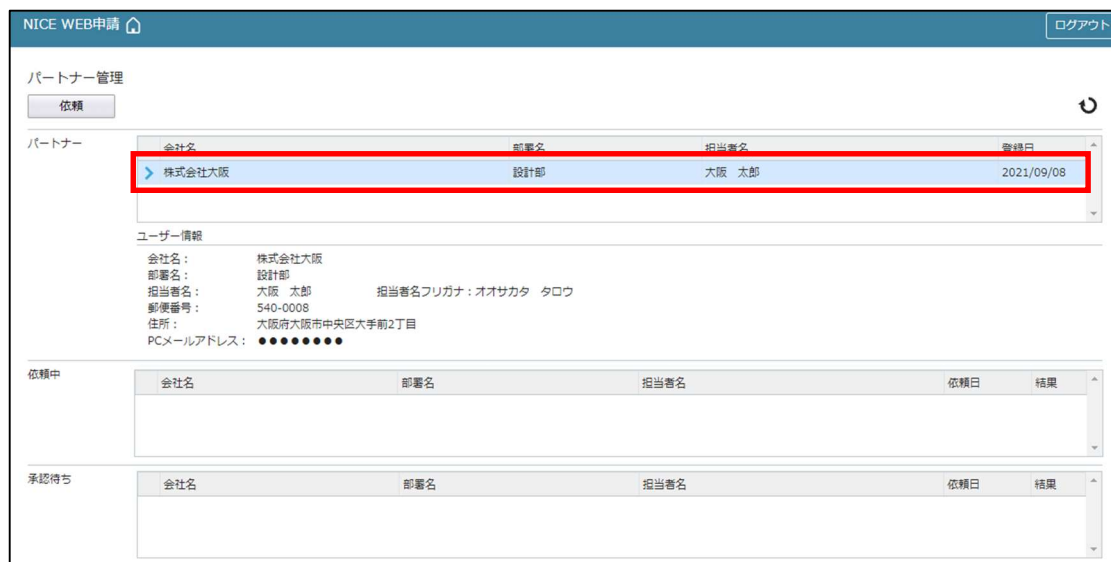 NICE WEB申請 ログアウト
パートナー管理
依頼
パートナー
会社名 部署名 担当者名 登録日
株式会社大阪 設計部 大阪 太郎 2021/09/08
ユーザー情報
会社名: 株式会社大阪
部署名: 設計部
担当者名: 大阪 太郎 担当者名フリガナ:オオサカタ タロウ
郵便番号: 540-0008
住所: 大阪府大阪市中央区大手前2丁目
PCメールアドレス: ●●●●●●●●
依頼中
会社名 部署名 担当者名 依頼日 結果
承認待ち
会社名 部署名 担当者名 依頼日 結果